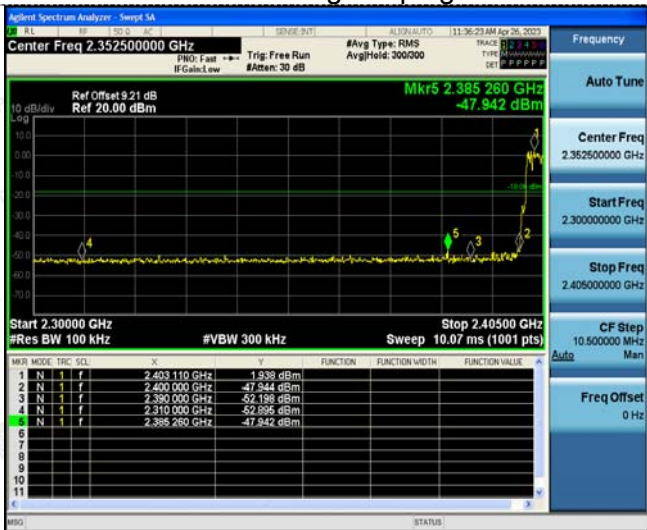 Agilent Spectrum Analyzer - Swept SA
RL RF 50 Ω AC SENSE:INT ALIGN AUTO 11:36:23 AM Apr 26, 2023
Center Freq 2.352500000 GHz
PNO: Fast Trig: Free Run
IFGain:Low #Atten: 30 dB
#Avg Type: RMS
Avg|Held: 300/300
TRACE 1 2 3 4 5 6
TYPE
DET P P P P P P
Frequency
Mkr5 2.385 260 GHz
-47.942 dBm
Ref Offset 9.21 dB
10 dB/div Ref 20.00 dBm
Log
10.0
0.00
-10.0
-20.0
-30.0
-40.0
-50.0
-60.0
-70.0
1
5
3
2
4
Start 2.30000 GHz Stop 2.40500 GHz
#Res BW 100 kHz #VBW 300 kHz Sweep 10.07 ms (1001 pts)
MKR MODE TRC SCL X Y FUNCTION FUNCTION WIDTH FUNCTION VALUE
1 N 1 f 2.403 110 GHz 1.938 dBm
2 N 1 f 2.400 000 GHz -47.944 dBm
3 N 1 f 2.390 000 GHz -52.198 dBm
4 N 1 f 2.310 000 GHz -52.895 dBm
5 N 1 f 2.385 260 GHz -47.942 dBm
6
7
8
9
10
11
MSG STATUS
Auto Tune
Center Freq
2.352500000 GHz
Start Freq
2.300000000 GHz
Stop Freq
2.405000000 GHz
CF Step
10.500000 MHz
Auto Man
Freq Offset
0 Hz